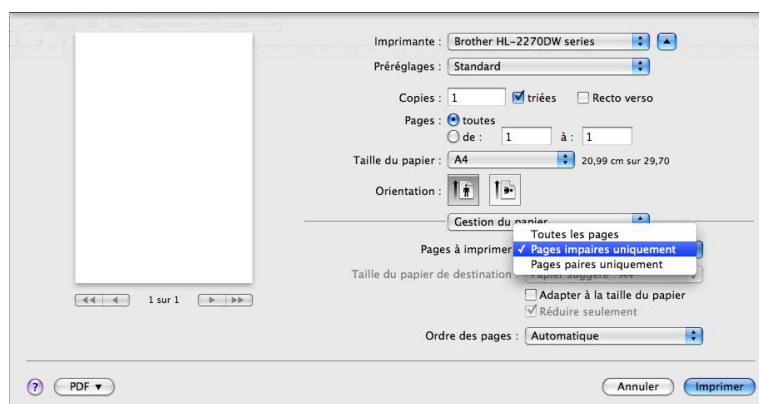 Imprimante : Brother HL-2270DW series
Préréglages : Standard
Copies : 1 triées Recto verso
Pages : toutes
de : 1 à : 1
Taille du papier : A4 20,99 cm sur 29,70
Orientation :
Gestion du papier
Toutes les pages
Pages à imprimer ✓ Pages impaires uniquement
Pages paires uniquement
Taille du papier de destination : Papier suggéré : A4
Adapter à la taille du papier
1 sur 1
Réduire seulement
Ordre des pages : Automatique
? PDF ▼ Annuler Imprimer